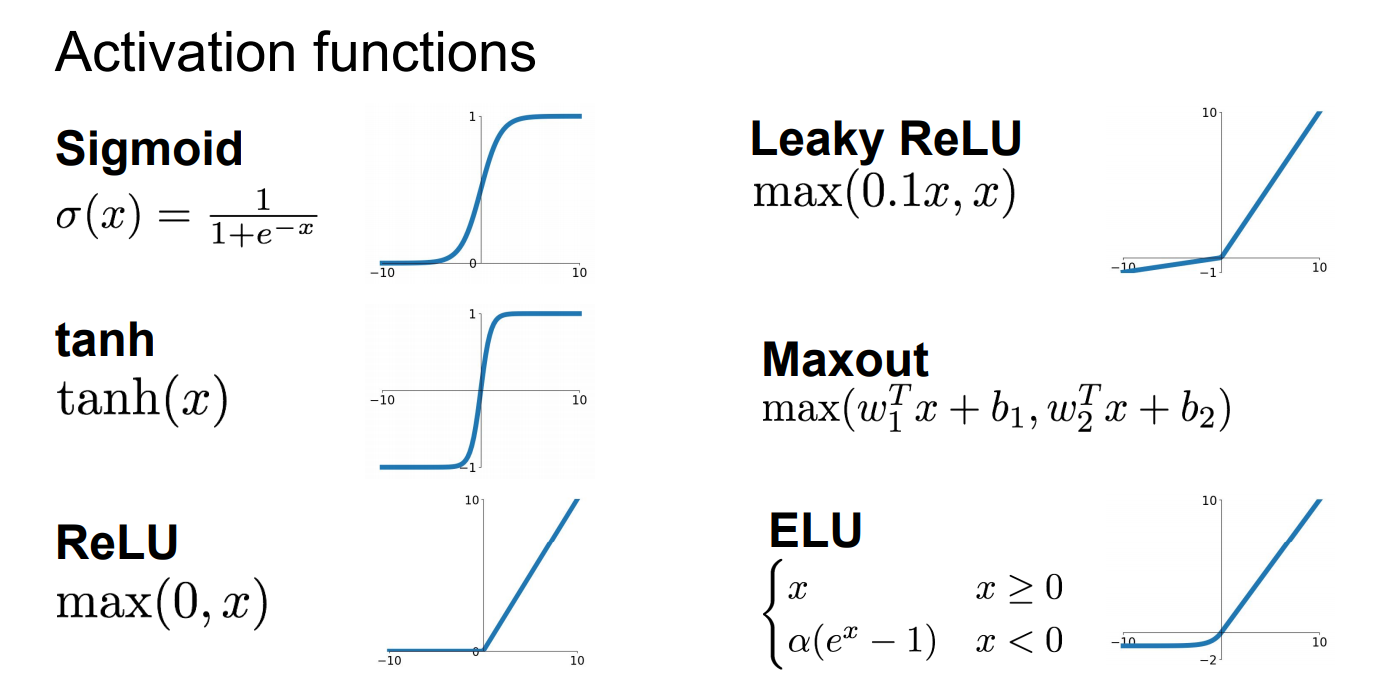 Activation functions
Sigmoid
σ(x) = 1/(1+e^{−x})
1
0
−10
10
tanh
tanh(x)
1
−10
10
−1
ReLU
max(0, x)
10
0
−10
10
Leaky ReLU
max(0.1x, x)
10
−10
−1
10
Maxout
max(w_1^T x + b_1, w_2^T x + b_2)
ELU
{ x x ≥ 0
α(e^x − 1) x < 0
10
−10
10
−2